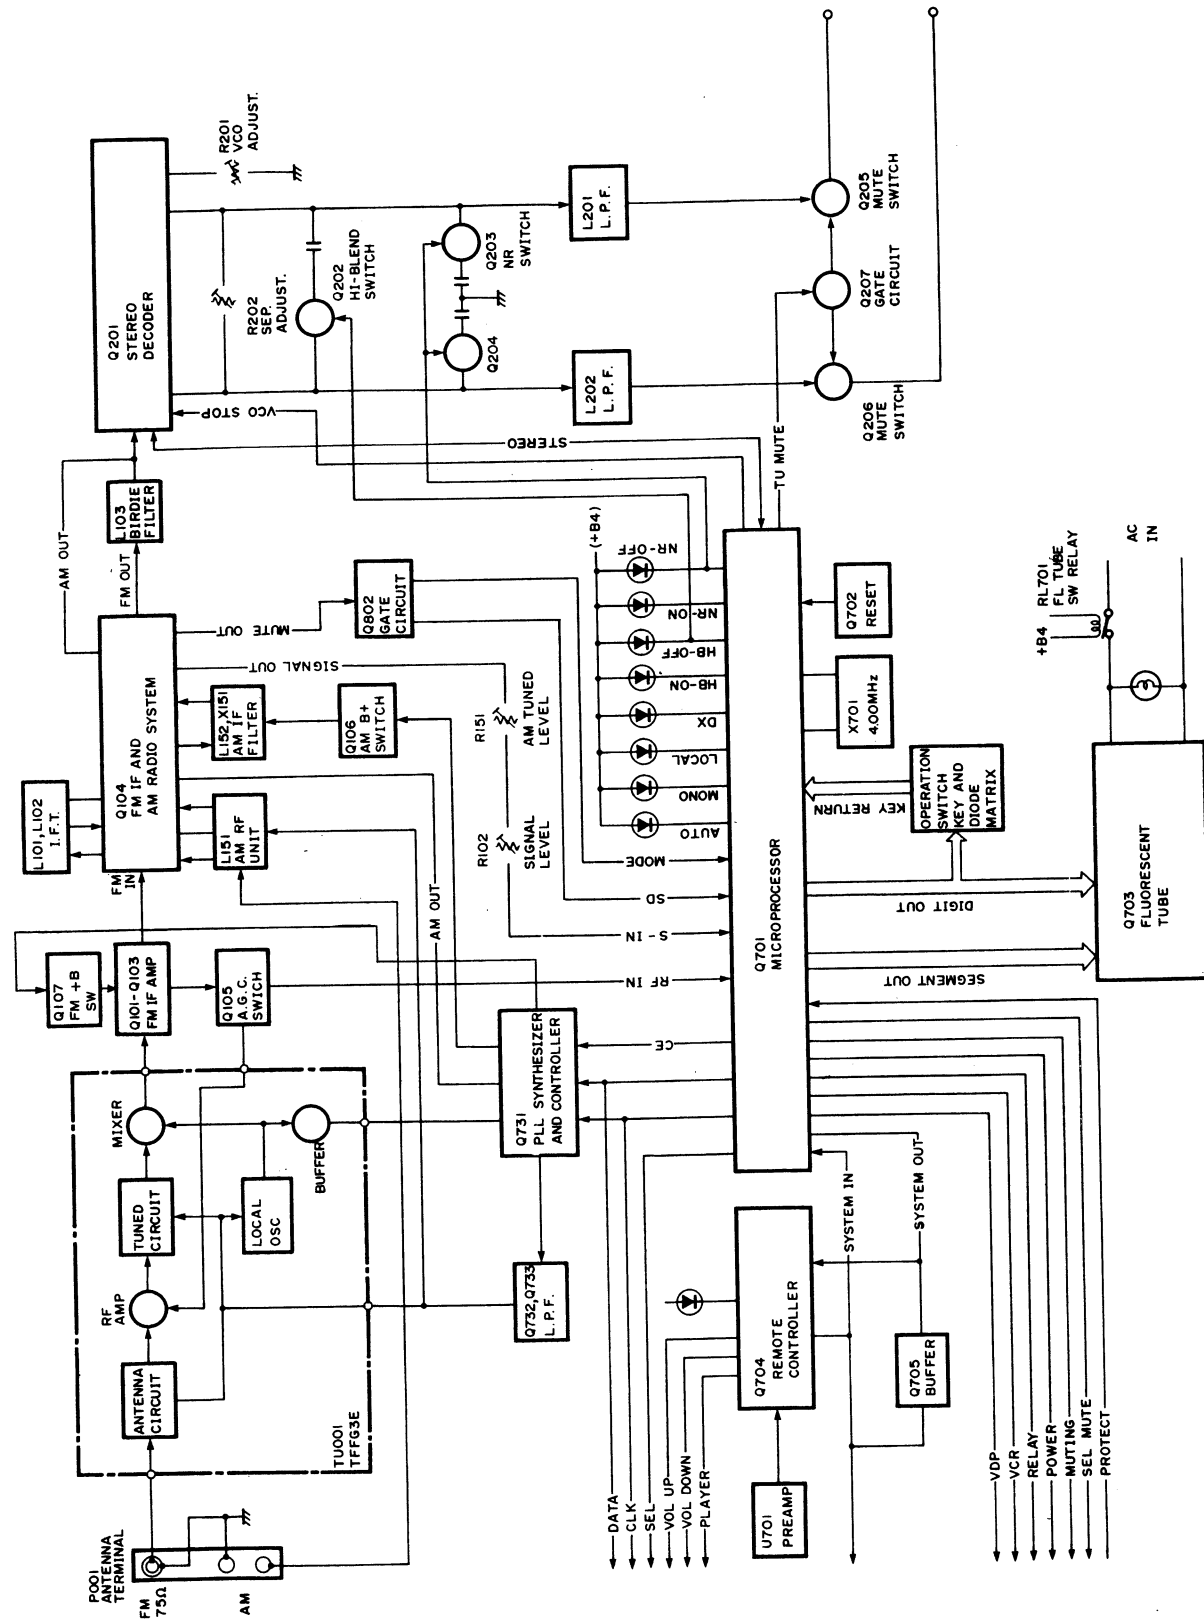 P001
ANTENNA
TERMINAL
FM
75Ω
AM
TU001
TFFG3E
ANTENNA
CIRCUIT
RF
AMP
TUNED
CIRCUIT
MIXER
LOCAL
OSC
BUFFER
Q107
FM +B
SW
Q101-Q103
FM IF AMP
Q105
A.G.C.
SWICH
FM
IN
L101,L102
I.F.T.
Q104
FM IF AND
AM RADIO SYSTEM
L151
AM RF
UNIT
L152,X151
AM IF
FILTER
Q106
AM B+
SWITCH
AM OUT
FM OUT
L103
BIRDIE
FILTER
AM OUT
MUTE OUT
SIGNAL OUT
Q802
GATE
CIRCUIT
R151
AM TUNED
LEVEL
R102
SIGNAL
LEVEL
Q201
STEREO
DECODER
R201
VCO
ADJUST.
R202
SEP.
ADJUST.
Q202
HI-BLEND
SWITCH
Q203
NR
SWITCH
Q204
VCO STOP
STEREO
L201
L.P.F.
L202
L.P.F.
TU MUTE
Q205
MUTE
SWITCH
Q207
GATE
CIRCUIT
Q206
MUTE
SWITCH
Q731
PLL SYNTHESIZER
AND CONTROLLER
Q732,Q733
L.P.F.
CE
RF IN
S-IN
SD
MODE
AUTO
MONO
LOCAL
DX
HB-ON
HB-OFF
NR-ON
NR-OFF
(+B4)
Q701
MICROPROCESSOR
Q702
RESET
X701
4.00MHz
KEY RETURN
OPERATION
SWITCH
KEY AND
DIODE
MATRIX
DIGIT OUT
SEGMENT OUT
Q703
FLUORESCENT
TUBE
+B4
RL701
FL TUBE
SW RELAY
AC
IN
DATA
CLK
SEL
VOL UP
VOL DOWN
PLAYER
U701
PREAMP
Q704
REMOTE
CONTROLLER
Q705
BUFFER
SYSTEM IN
SYSTEM OUT
VDP
VCR
RELAY
POWER
MUTING
SEL MUTE
PROTECT